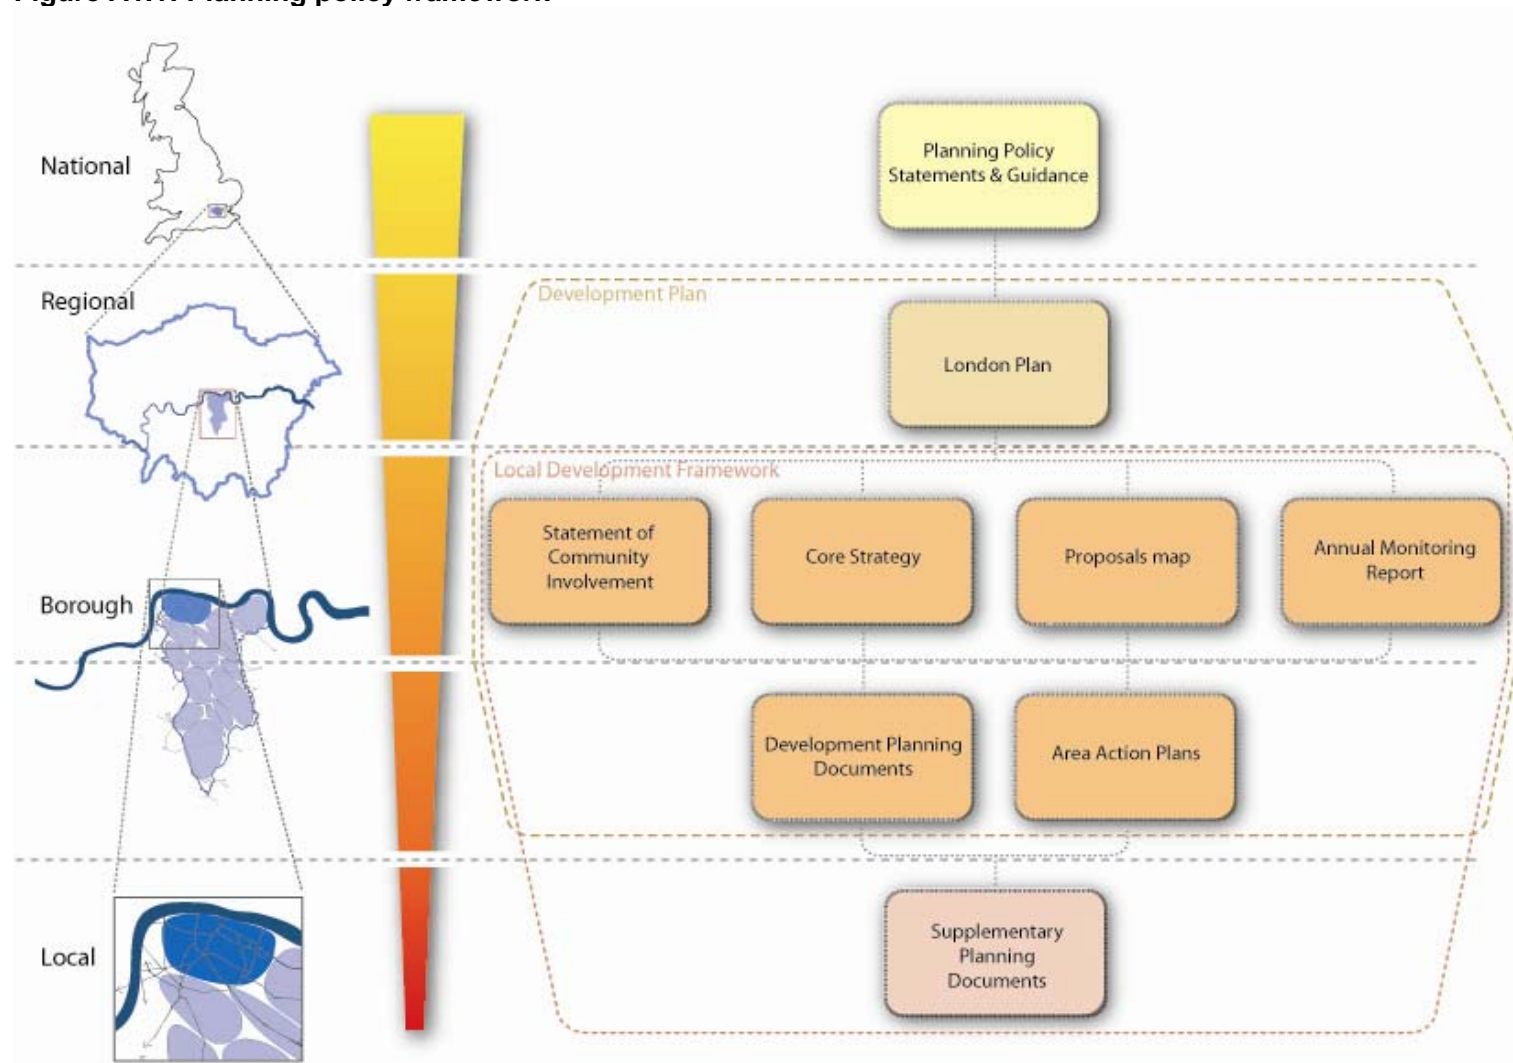 National
Planning Policy
Statements & Guidance
Regional
Development Plan
London Plan
Local Development Framework
Statement of
Community
Involvement
Core Strategy
Proposals map
Annual Monitoring
Report
Borough
Development Planning
Documents
Area Action Plans
Local
Supplementary
Planning
Documents